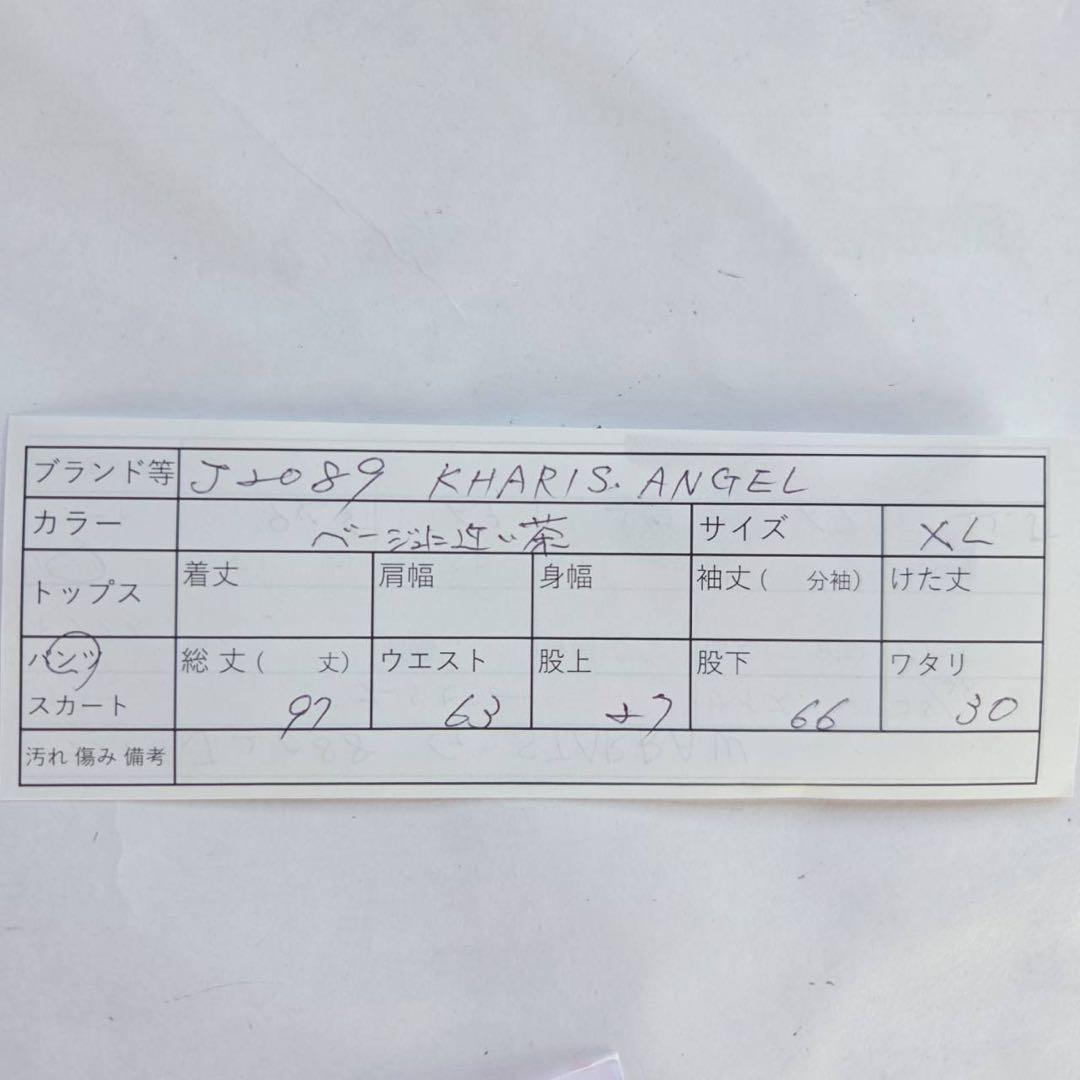 ブランド等 J2089 KHARIS. ANGEL
カラー ベージュに近い茶 サイズ XL
トップス 着丈 肩幅 身幅 袖丈( 分袖) けた丈
パンツ 総丈( 丈) ウエスト 股上 股下 ワタリ
スカート 97 63 27 66 30
汚れ 傷み 備考